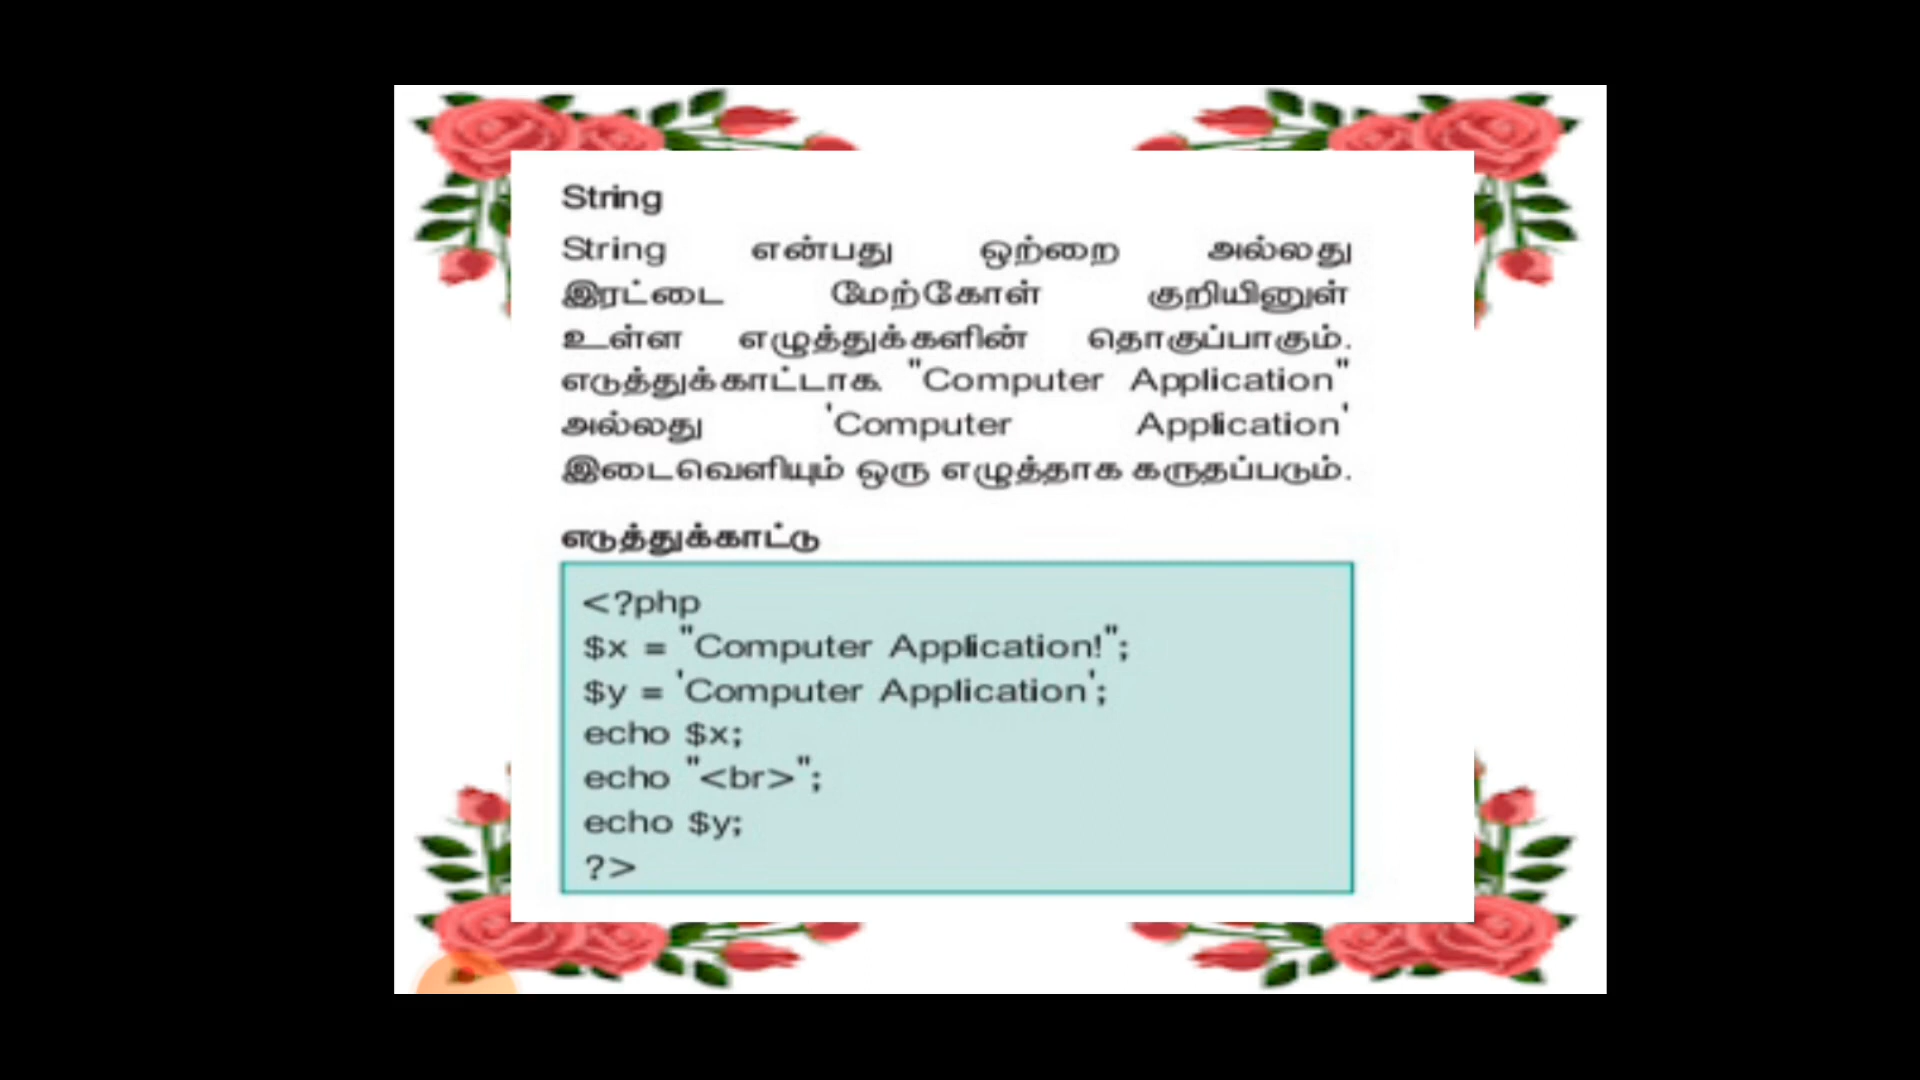 String
String என்பது ஒற்றை அல்லது
இரட்டை மேற்கோள் குறியினுள்
உள்ள எழுத்துக்களின் தொகுப்பாகும்.
எடுத்துக்காட்டாக. "Computer Application"
அல்லது 'Computer Application'
இடைவெளியும் ஒரு எழுத்தாக கருதப்படும்.
எடுத்துக்காட்டு
<?php
$x = "Computer Application!";
$y = 'Computer Application';
echo $x;
echo "<br>";
echo $y;
?>